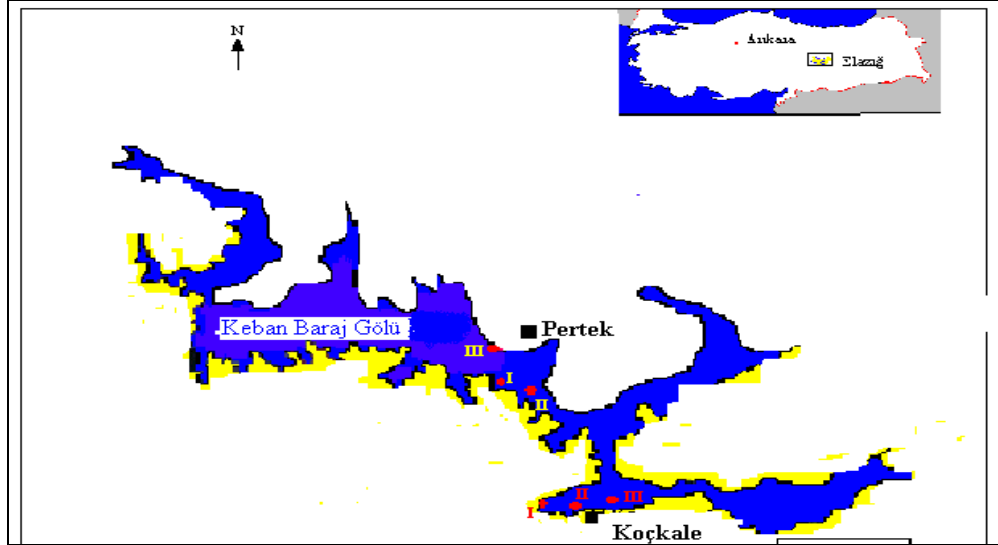 N
Ankara
Elazığ
Keban Baraj Gölü
Pertek
III
I
II
II
III
I
Koçkale